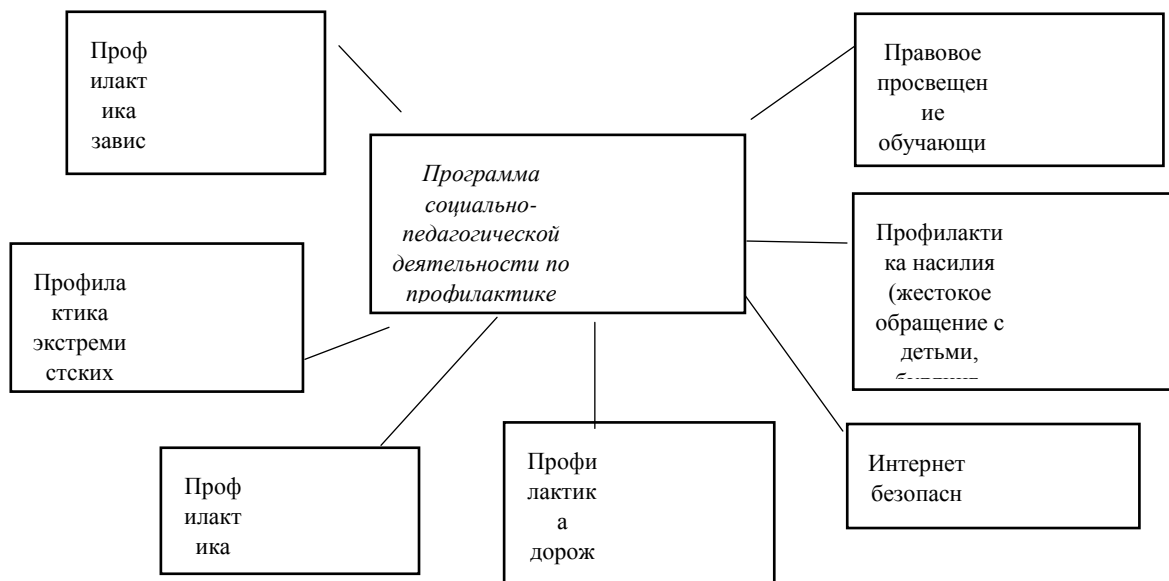 Проф
илакт
ика
завис
Правовое
просвещен
ие
обучающи
Программа
социально-
педагогической
деятельности по
профилактике
Профила
ктика
экстреми
стских
Профилакти
ка насилия
(жестокое
обращение с
детьми,
Проф
илакт
ика
Профи
лактик
а
дорож
Интернет
безопасн